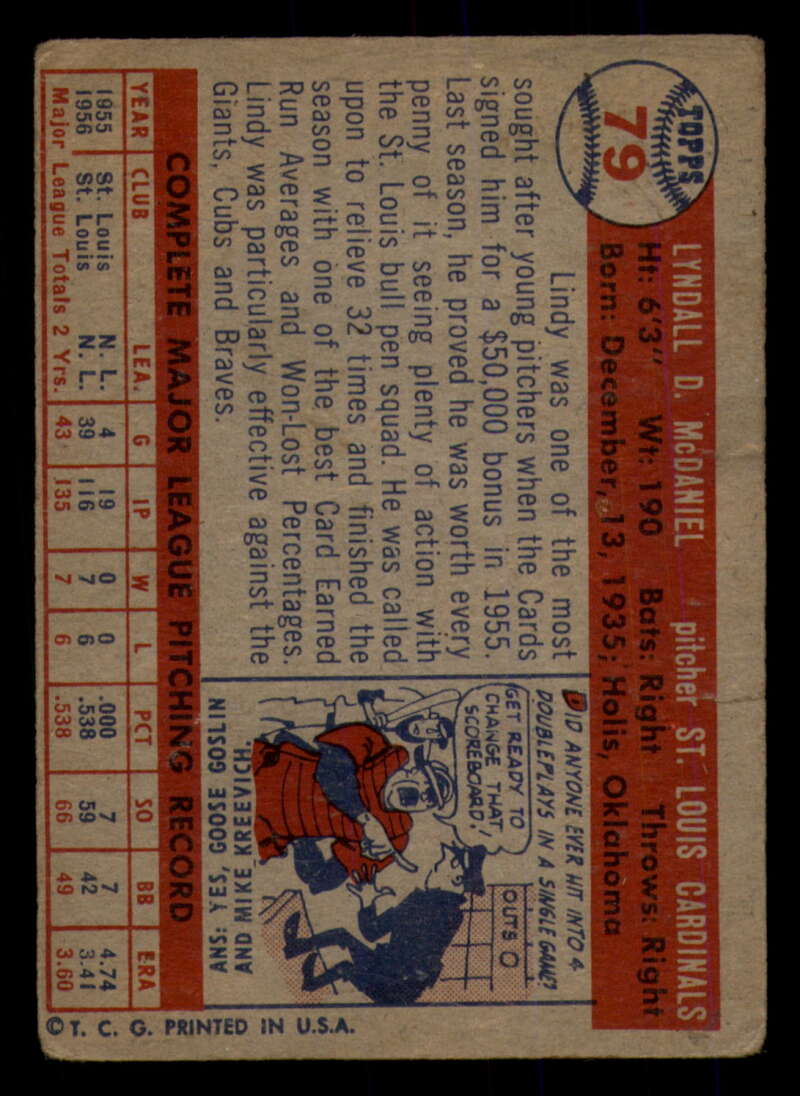 TOPPS
79
LYNDALL D. McDANIEL pitcher ST. LOUIS CARDINALS
Ht: 6'3" Wt: 190 Bats: Right Throws: Right
Born: December, 13, 1935; Holis, Oklahoma
Lindy was one of the most
sought after young pitchers when the Cards
signed him for a $50,000 bonus in 1955.
Last season, he proved he was worth every
penny of it seeing plenty of action with
the St. Louis bull pen squad. He was called
upon to relieve 32 times and finished the
season with one of the best Card Earned
Run Averages and Won-Lost Percentages.
Lindy was particularly effective against the
Giants, Cubs and Braves.
DID ANYONE EVER HIT INTO 4
DOUBLEPLAYS IN A SINGLE GAME?
GET READY TO
CHANGE THAT
SCOREBOARD!
OUTS 0
ANS: YES, GOOSE GOSLIN
AND MIKE KREEVICH.
COMPLETE MAJOR LEAGUE PITCHING RECORD
YEAR CLUB LEA. G IP W L PCT SO BB ERA
1955 St. Louis N. L. 4 19 0 0 .000 7 7 4.74
1956 St. Louis N. L. 39 116 7 6 .538 59 42 3.41
Major League Totals 2 Yrs. 43 135 7 6 .538 66 49 3.60
© T. C. G. PRINTED IN U.S.A.